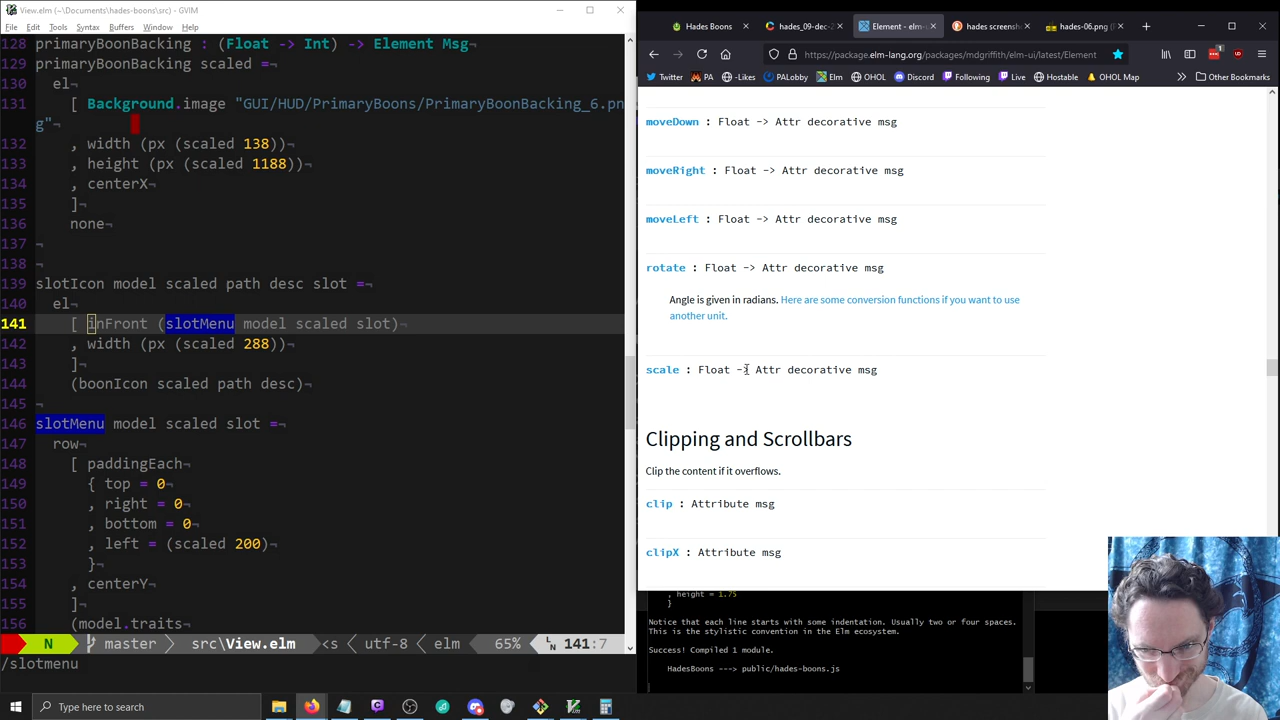 View.elm (~\Documents\hades-boons\src) - GVIM
File Edit Tools Syntax Buffers Window Help
128 primaryBoonBacking : (Float -> Int) -> Element Msg¬
129 primaryBoonBacking scaled =¬
130 el¬
131 [ Background.image "GUI/HUD/PrimaryBoons/PrimaryBoonBacking_6.pn
g"¬
132 , width (px (scaled 138))¬
133 , height (px (scaled 1188))¬
134 , centerX¬
135 ]¬
136 none¬
137 ¬
138 ¬
139 slotIcon model scaled path desc slot =¬
140 el¬
141 [ inFront (slotMenu model scaled slot)¬
142 , width (px (scaled 288))¬
143 ]¬
144 (boonIcon scaled path desc)¬
145 ¬
146 slotMenu model scaled slot =¬
147 row¬
148 [ paddingEach¬
149 { top = 0¬
150 , right = 0¬
151 , bottom = 0¬
152 , left = (scaled 200)¬
153 }¬
154 , centerY¬
155 ]¬
156 (model.traits¬
N master src\View.elm <s utf-8 elm 65% LN 141:7
/slotmenu
Hades Boons
hades_09-dec-
Element - elm-
hades screensh
hades06.png (
https://package.elm-lang.org/packages/mdgriffith/elm-ui/latest/Element
1
Twitter PA -Likes PALobby Elm OHOL Discord Following Live OHOL Map Other Bookmarks
moveDown : Float -> Attr decorative msg
moveRight : Float -> Attr decorative msg
moveLeft : Float -> Attr decorative msg
rotate : Float -> Attr decorative msg
Angle is given in radians. Here are some conversion functions if you want to use
another unit.
scale : Float -> Attr decorative msg
Clipping and Scrollbars
Clip the content if it overflows.
clip : Attribute msg
clipX : Attribute msg
, height = 1.75
}
Notice that each line starts with some indentation. Usually two or four spaces.
This is the stylistic convention in the Elm ecosystem.
Success! Compiled 1 module.
HadesBoons ---> public/hades-boons.js
Type here to search